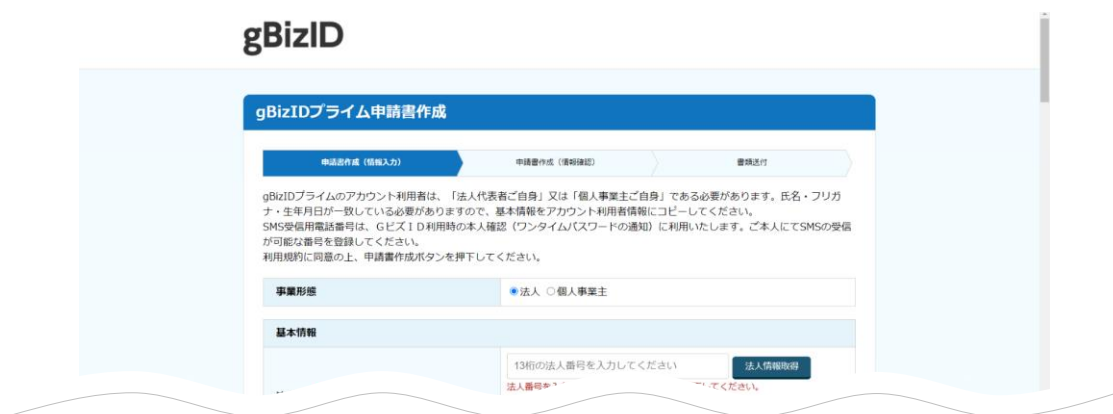 gBizID
gBizIDプライム申請書作成
申請書作成（情報入力） 申請書作成（情報確認） 書類送付
gBizIDプライムのアカウント利用者は、「法人代表者ご自身」又は「個人事業主ご自身」である必要があります。氏名・フリガ
ナ・生年月日が一致している必要がありますので、基本情報をアカウント利用者情報にコピーしてください。
SMS受信用電話番号は、ＧビズＩＤ利用時の本人確認（ワンタイムパスワードの通知）に利用いたします。ご本人にてSMSの受信
が可能な番号を登録してください。
利用規約に同意の上、申請書作成ボタンを押下してください。
事業形態 法人 個人事業主
基本情報
13桁の法人番号を入力してください 法人情報取得
法人番号を してください。